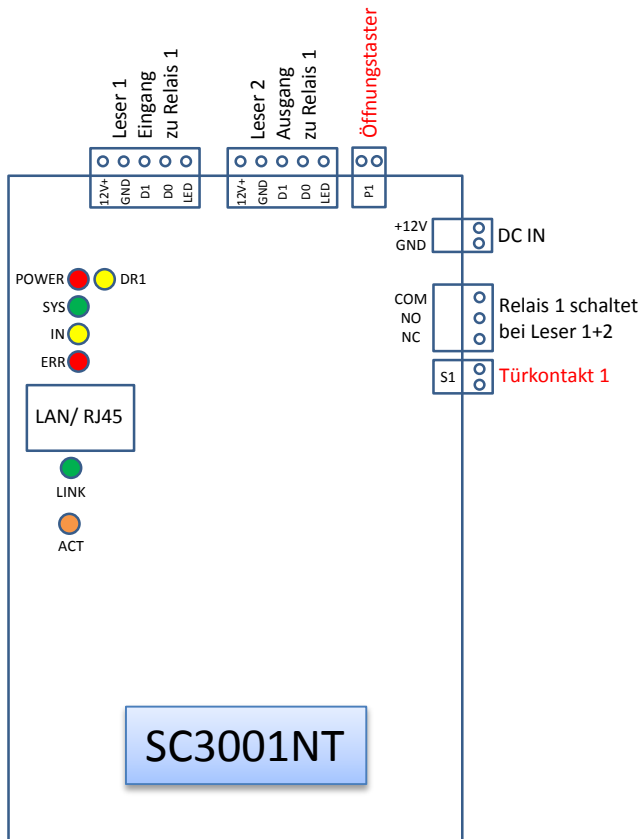 Leser 1
Eingang
zu Relais 1
Leser 2
Ausgang
zu Relais 1
Öffnungstaster
12V+
GND
D1
D0
LED
12V+
GND
D1
D0
LED
P1
+12V
GND
DC IN
POWER
DR1
SYS
IN
ERR
COM
NO
NC
Relais 1 schaltet
bei Leser 1+2
S1
Türkontakt 1
LAN/ RJ45
LINK
ACT
SC3001NT